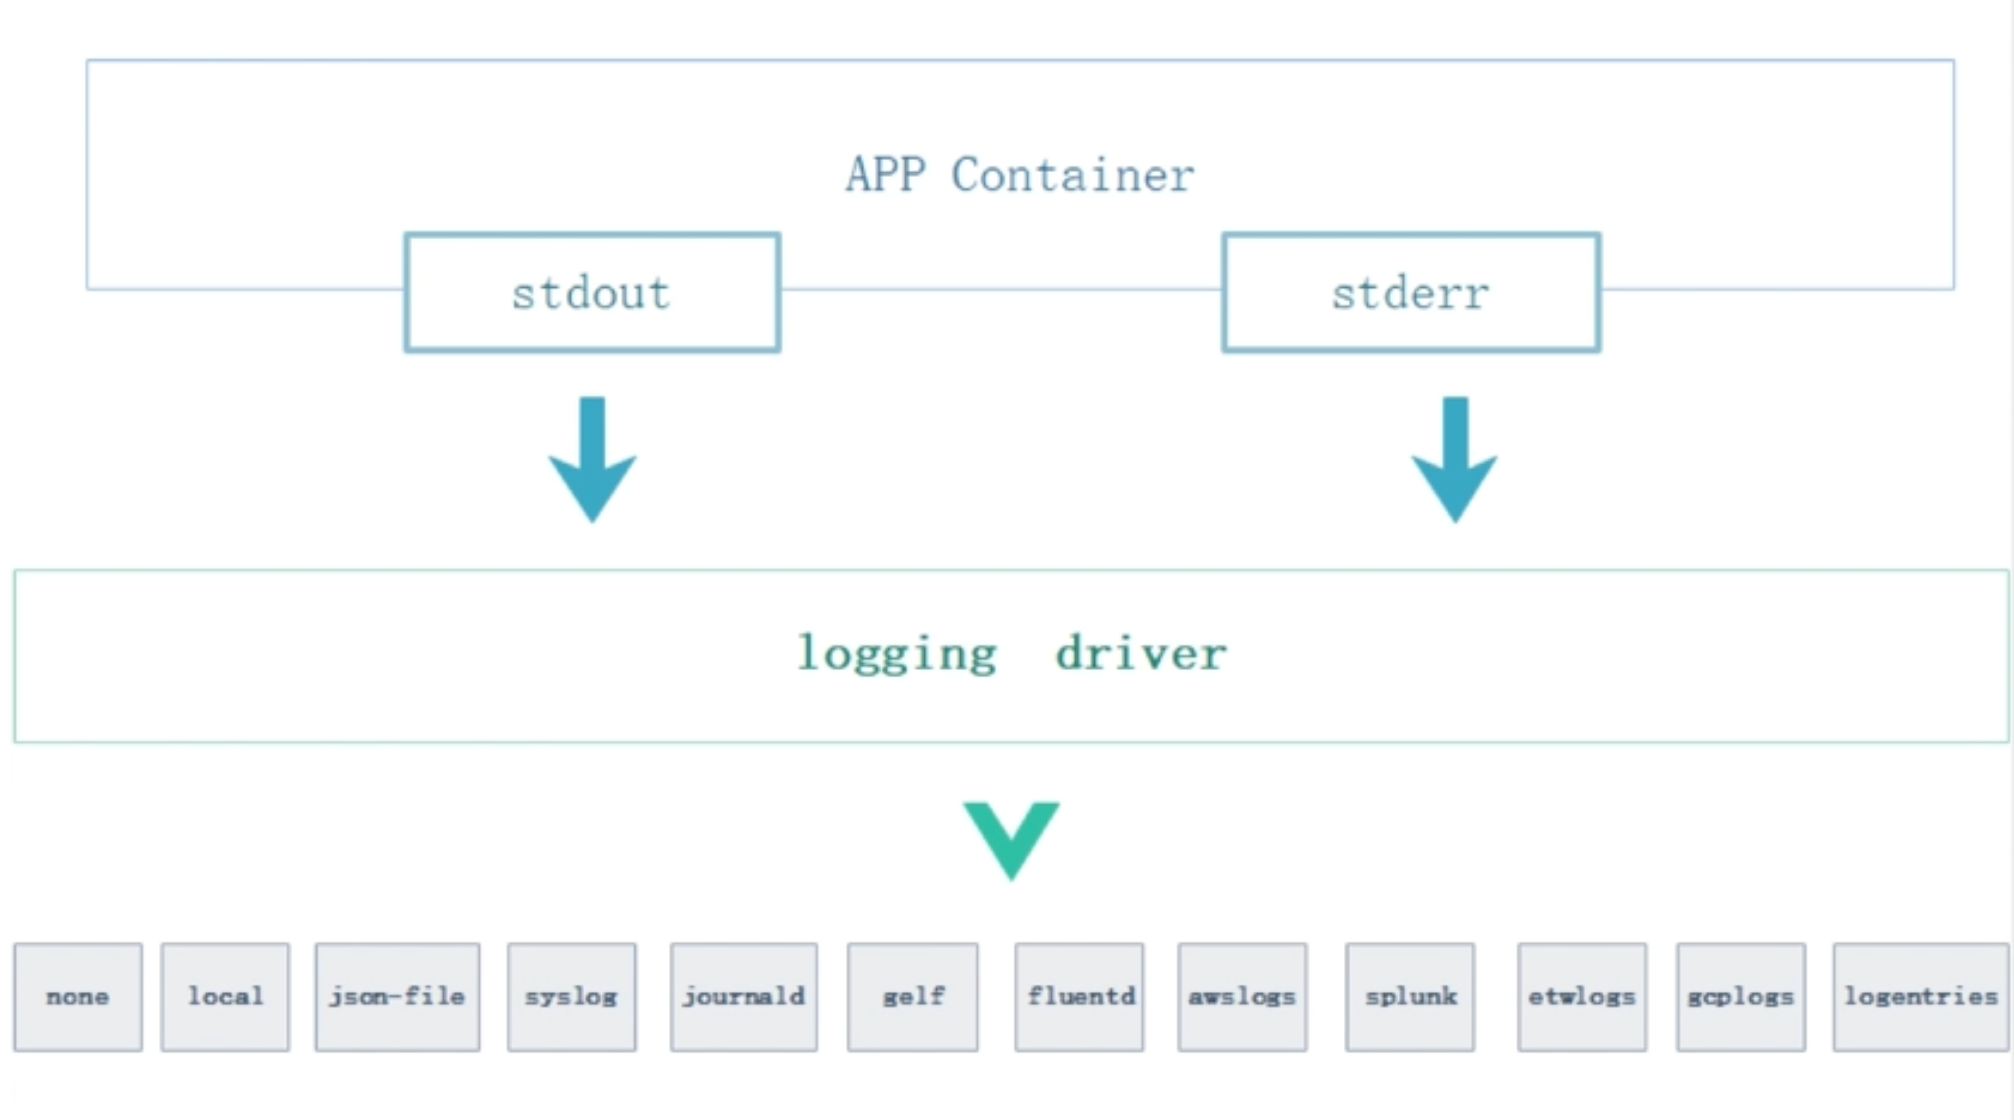 APP Container
stdout
stderr
logging driver
none
local
json-file
syslog
journald
gelf
fluentd
awslogs
splunk
etwlogs
gcplogs
logentries